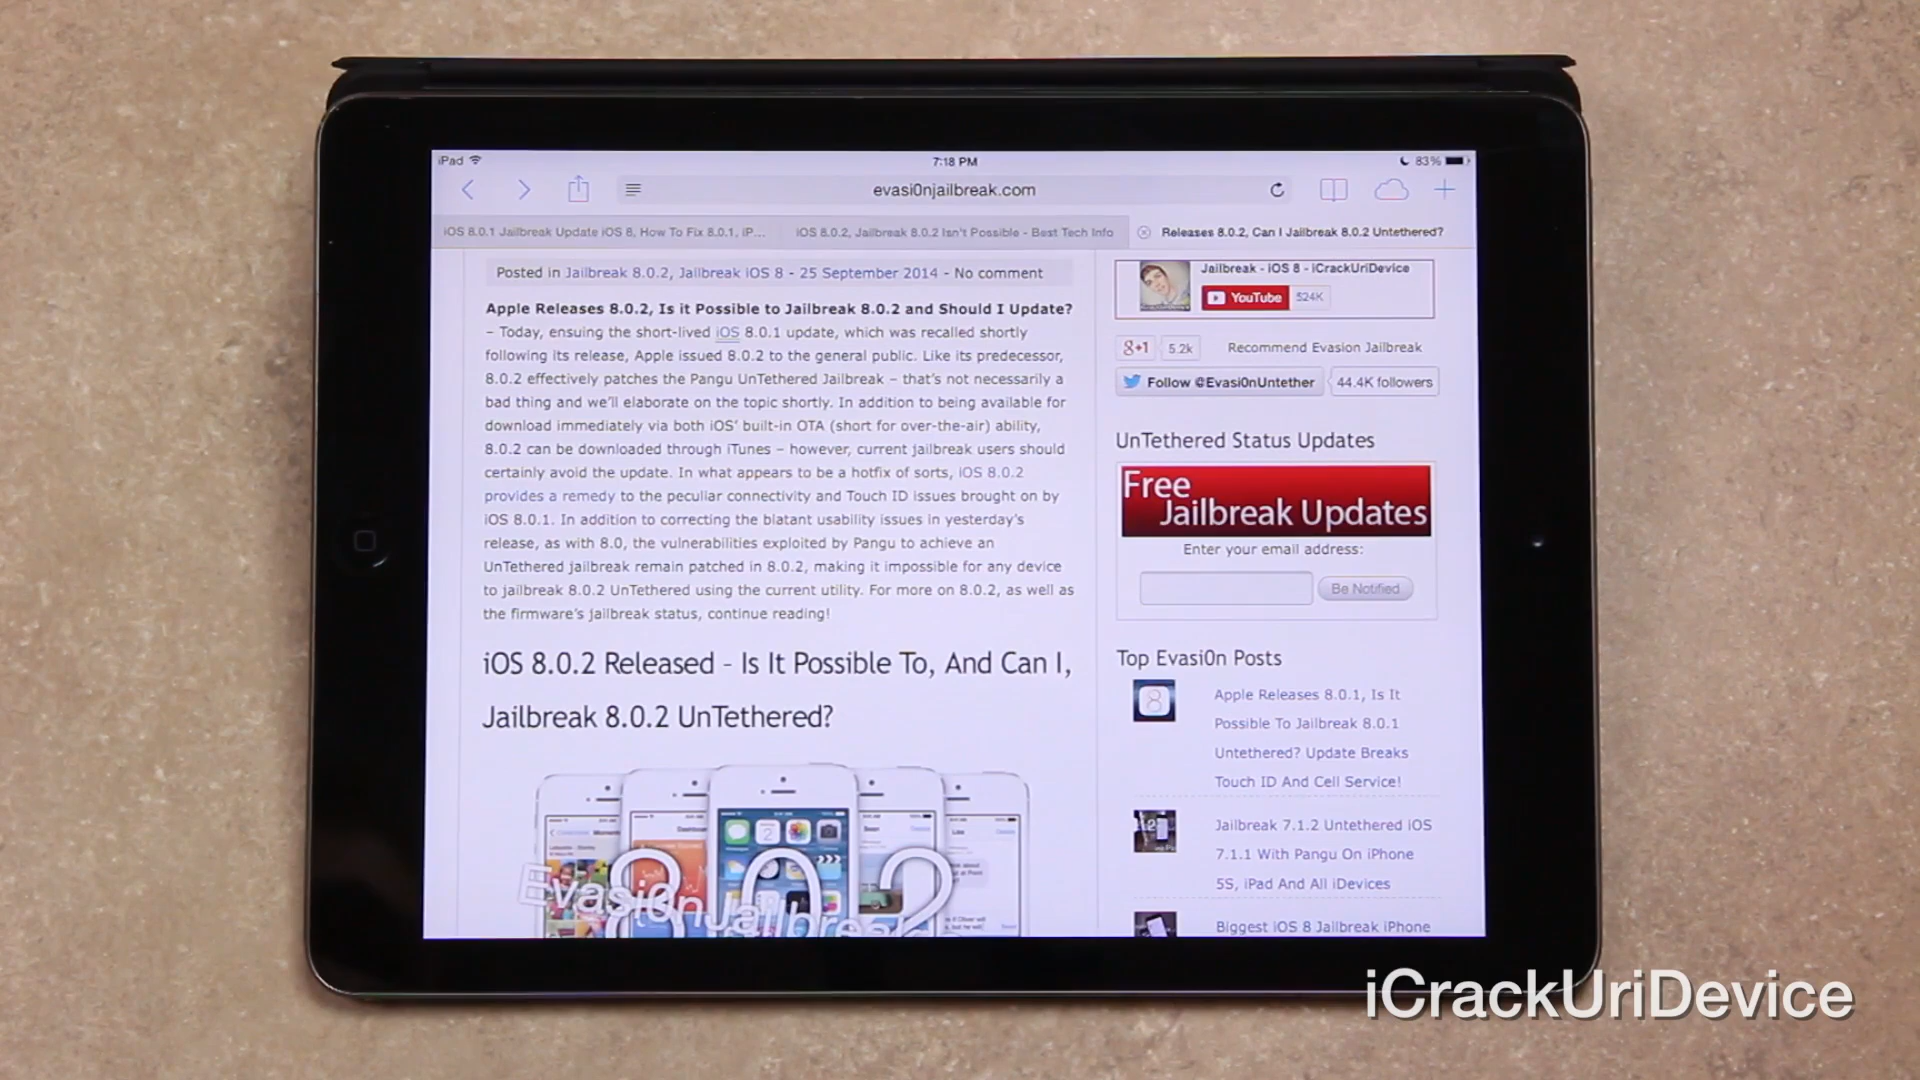 iPad
7:18 PM
83%
evasi0njailbreak.com
iOS 8.0.1 Jailbreak Update iOS 8, How To Fix 8.0.1, iP...
iOS 8.0.2, Jailbreak 8.0.2 Isn't Possible - Best Tech Info
Releases 8.0.2, Can I Jailbreak 8.0.2 Untethered?
Posted in Jailbreak 8.0.2, Jailbreak iOS 8 - 25 September 2014 - No comment
Apple Releases 8.0.2, Is it Possible to Jailbreak 8.0.2 and Should I Update?
– Today, ensuing the short-lived iOS 8.0.1 update, which was recalled shortly
following its release, Apple issued 8.0.2 to the general public. Like its predecessor,
8.0.2 effectively patches the Pangu UnTethered Jailbreak – that's not necessarily a
bad thing and we'll elaborate on the topic shortly. In addition to being available for
download immediately via both iOS' built-in OTA (short for over-the-air) ability,
8.0.2 can be downloaded through iTunes – however, current jailbreak users should
certainly avoid the update. In what appears to be a hotfix of sorts, iOS 8.0.2
provides a remedy to the peculiar connectivity and Touch ID issues brought on by
iOS 8.0.1. In addition to correcting the blatant usability issues in yesterday's
release, as with 8.0, the vulnerabilities exploited by Pangu to achieve an
UnTethered jailbreak remain patched in 8.0.2, making it impossible for any device
to jailbreak 8.0.2 UnTethered using the current utility. For more on 8.0.2, as well as
the firmware's jailbreak status, continue reading!
iOS 8.0.2 Released - Is It Possible To, And Can I,
Jailbreak 8.0.2 UnTethered?
8.0.2
Evasi0nJailbreak
Jailbreak - iOS 8 - iCrackUriDevice
YouTube 524K
g+1 5.2k Recommend Evasion Jailbreak
Follow @Evasi0nUntether 44.4K followers
UnTethered Status Updates
Free
Jailbreak Updates
Enter your email address:
Be Notified
Top Evasi0n Posts
Apple Releases 8.0.1, Is It
Possible To Jailbreak 8.0.1
Untethered? Update Breaks
Touch ID And Cell Service!
Jailbreak 7.1.2 Untethered iOS
7.1.1 With Pangu On iPhone
5S, iPad And All iDevices
Biggest iOS 8 Jailbreak iPhone
iCrackUriDevice